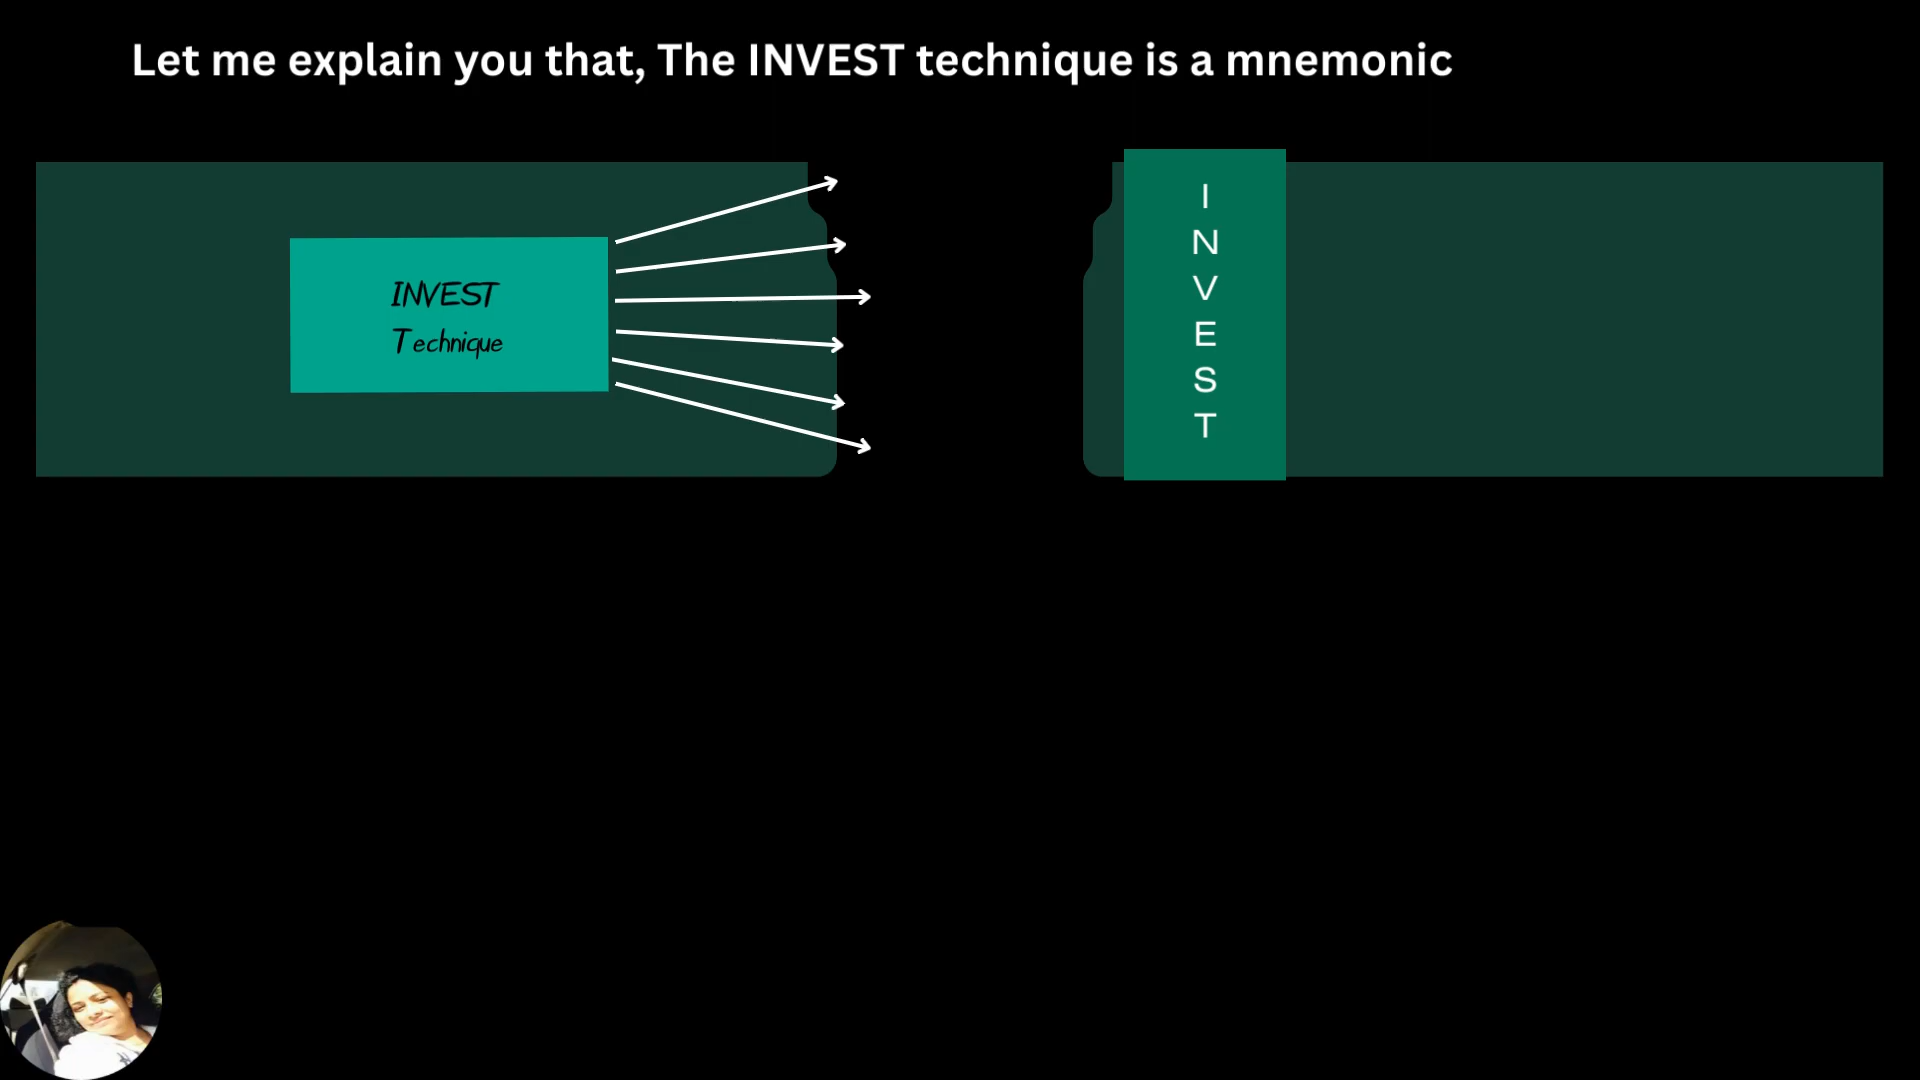 Let me explain you that, The INVEST technique is a mnemonic
INVEST
Technique
I
N
V
E
S
T